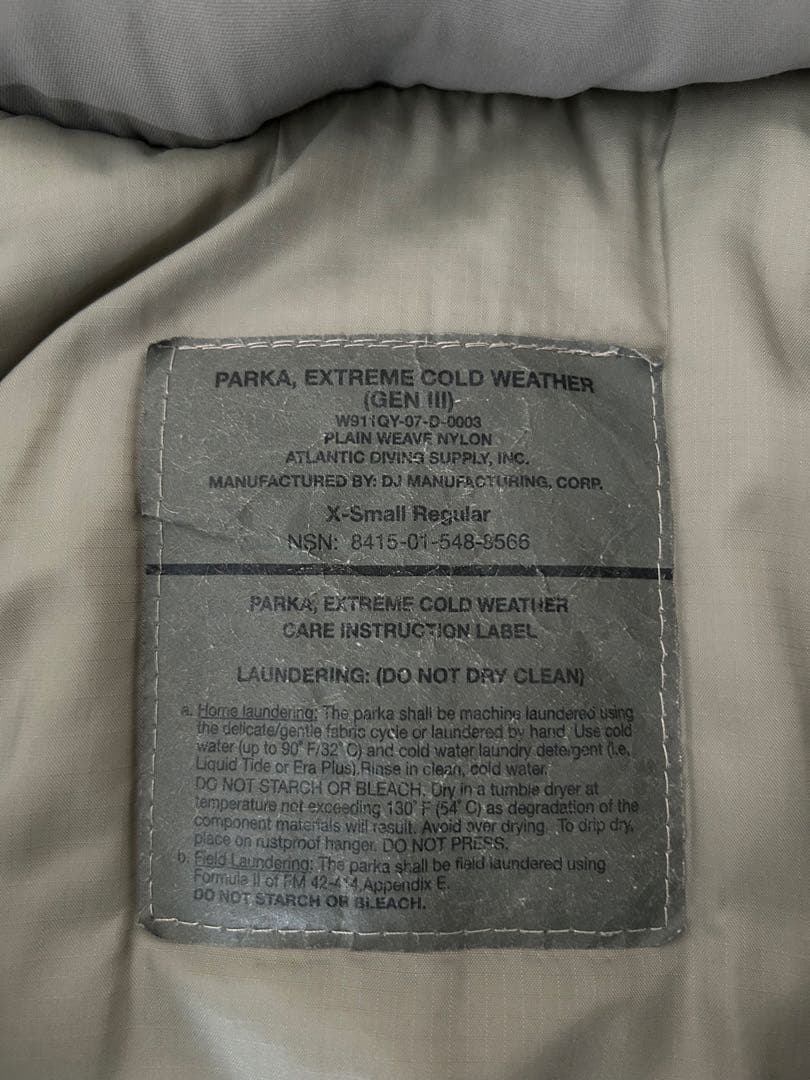 PARKA, EXTREME COLD WEATHER
(GEN III)
W911QY-07-D-0003
PLAIN WEAVE NYLON
ATLANTIC DIVING SUPPLY, INC.
MANUFACTURED BY: DJ MANUFACTURING, CORP.
X-Small Regular
NSN: 8415-01-548-8566
PARKA, EXTREME COLD WEATHER
CARE INSTRUCTION LABEL
LAUNDERING: (DO NOT DRY CLEAN)
a. Home laundering: The parka shall be machine laundered using
the delicate/gentle fabric cycle or laundered by hand. Use cold
water (up to 90° F/32° C) and cold water laundry detergent (i.e.
Liquid Tide or Era Plus). Rinse in clean, cold water.
DO NOT STARCH OR BLEACH. Dry in a tumble dryer at
temperature not exceeding 130° F (54° C) as degradation of the
component materials will result. Avoid over drying. To drip dry,
place on rustproof hanger. DO NOT PRESS.
b. Field Laundering: The parka shall be field laundered using
Formula II of FM 42-414, Appendix E.
DO NOT STARCH OR BLEACH.